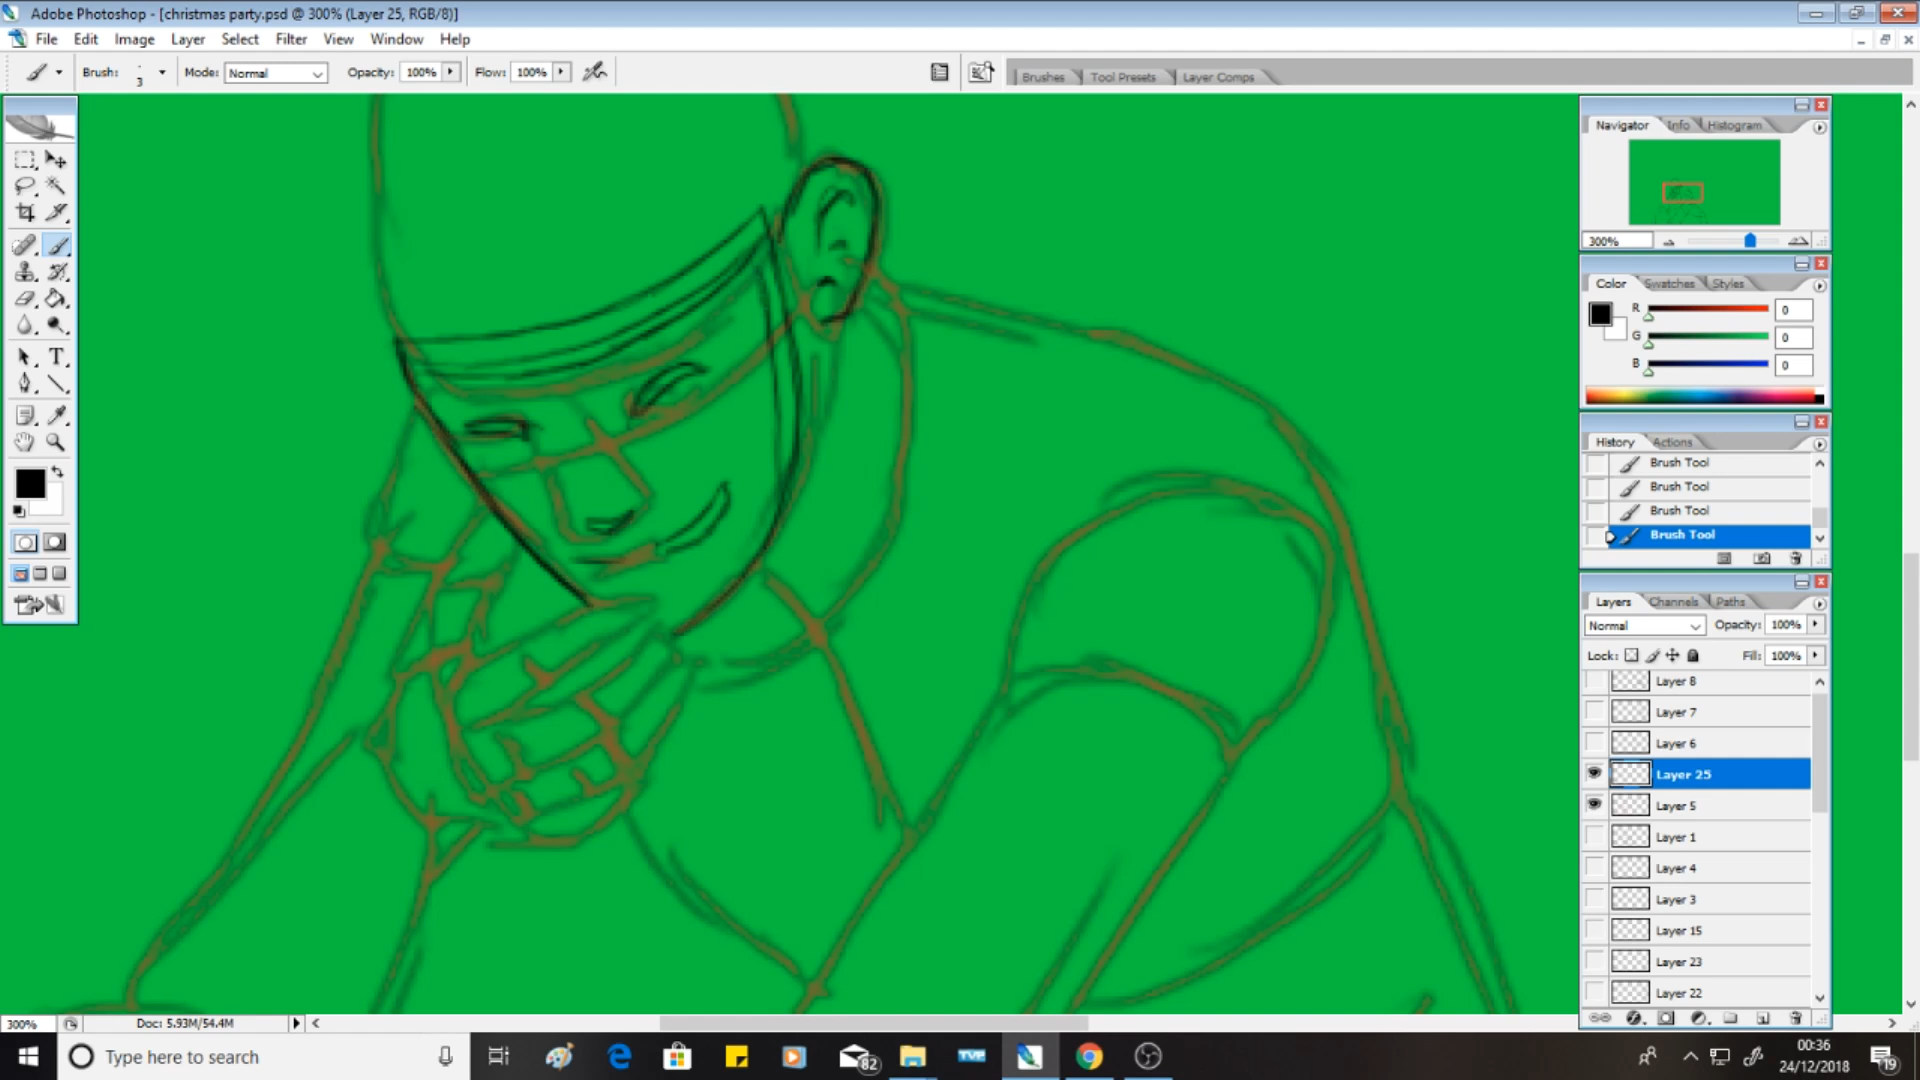 Adobe Photoshop - [christmas party.psd @ 300% (Layer 25, RGB/8)]
File Edit Image Layer Select Filter View Window Help
Brush: 3 Mode: Normal Opacity: 100% Flow: 100% Brushes Tool Presets Layer Comps
Navigator Info Histogram
300%
Color Swatches Styles
R 0
G 0
B 0
History Actions
Brush Tool
Brush Tool
Brush Tool
Brush Tool
Layers Channels Paths
Normal Opacity: 100%
Lock: Fill: 100%
Layer 8
Layer 7
Layer 6
Layer 25
Layer 5
Layer 1
Layer 4
Layer 3
Layer 15
Layer 23
Layer 22
300% Doc: 5.93M/54.4M
Type here to search
82
TVP
00:36
24/12/2018
19